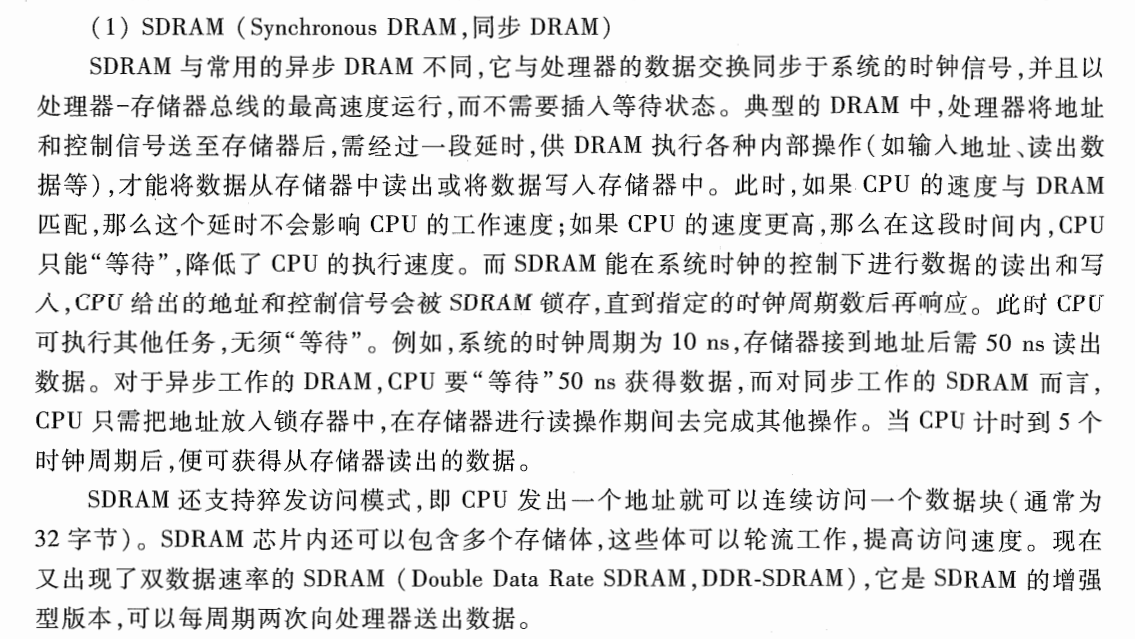 (1) SDRAM (Synchronous DRAM,同步 DRAM)
SDRAM 与常用的异步 DRAM 不同,它与处理器的数据交换同步于系统的时钟信号,并且以
处理器-存储器总线的最高速度运行,而不需要插入等待状态。典型的 DRAM 中,处理器将地址
和控制信号送至存储器后,需经过一段延时,供 DRAM 执行各种内部操作(如输入地址、读出数
据等),才能将数据从存储器中读出或将数据写入存储器中。此时,如果 CPU 的速度与 DRAM
匹配,那么这个延时不会影响 CPU 的工作速度;如果 CPU 的速度更高,那么在这段时间内,CPU
只能“等待”,降低了 CPU 的执行速度。而 SDRAM 能在系统时钟的控制下进行数据的读出和写
入,CPU 给出的地址和控制信号会被 SDRAM 锁存,直到指定的时钟周期数后再响应。此时 CPU
可执行其他任务,无须“等待”。例如,系统的时钟周期为 10 ns,存储器接到地址后需 50 ns 读出
数据。对于异步工作的 DRAM,CPU 要“等待”50 ns 获得数据,而对同步工作的 SDRAM 而言,
CPU 只需把地址放入锁存器中,在存储器进行读操作期间去完成其他操作。当 CPU 计时到 5 个
时钟周期后,便可获得从存储器读出的数据。
SDRAM 还支持猝发访问模式,即 CPU 发出一个地址就可以连续访问一个数据块(通常为
32 字节)。SDRAM 芯片内还可以包含多个存储体,这些体可以轮流工作,提高访问速度。现在
又出现了双数据速率的 SDRAM (Double Data Rate SDRAM,DDR-SDRAM),它是 SDRAM 的增强
型版本,可以每周期两次向处理器送出数据。